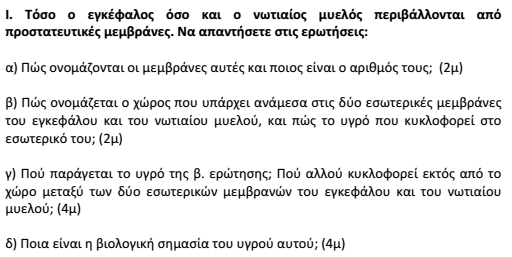 Ι. Τόσο ο εγκέφαλος όσο και ο νωτιαίος μυελός περιβάλλονται από
προστατευτικές μεμβράνες. Να απαντήσετε στις ερωτήσεις:
α) Πώς ονομάζονται οι μεμβράνες αυτές και ποιος είναι ο αριθμός τους; (2μ)
β) Πώς ονομάζεται ο χώρος που υπάρχει ανάμεσα στις δύο εσωτερικές μεμβράνες
του εγκεφάλου και του νωτιαίου μυελού, και πώς το υγρό που κυκλοφορεί στο
εσωτερικό του; (2μ)
γ) Πού παράγεται το υγρό της β. ερώτησης; Πού αλλού κυκλοφορεί εκτός από το
χώρο μεταξύ των δύο εσωτερικών μεμβρανών του εγκεφάλου και του νωτιαίου
μυελού; (4μ)
δ) Ποια είναι η βιολογική σημασία του υγρού αυτού; (4μ)